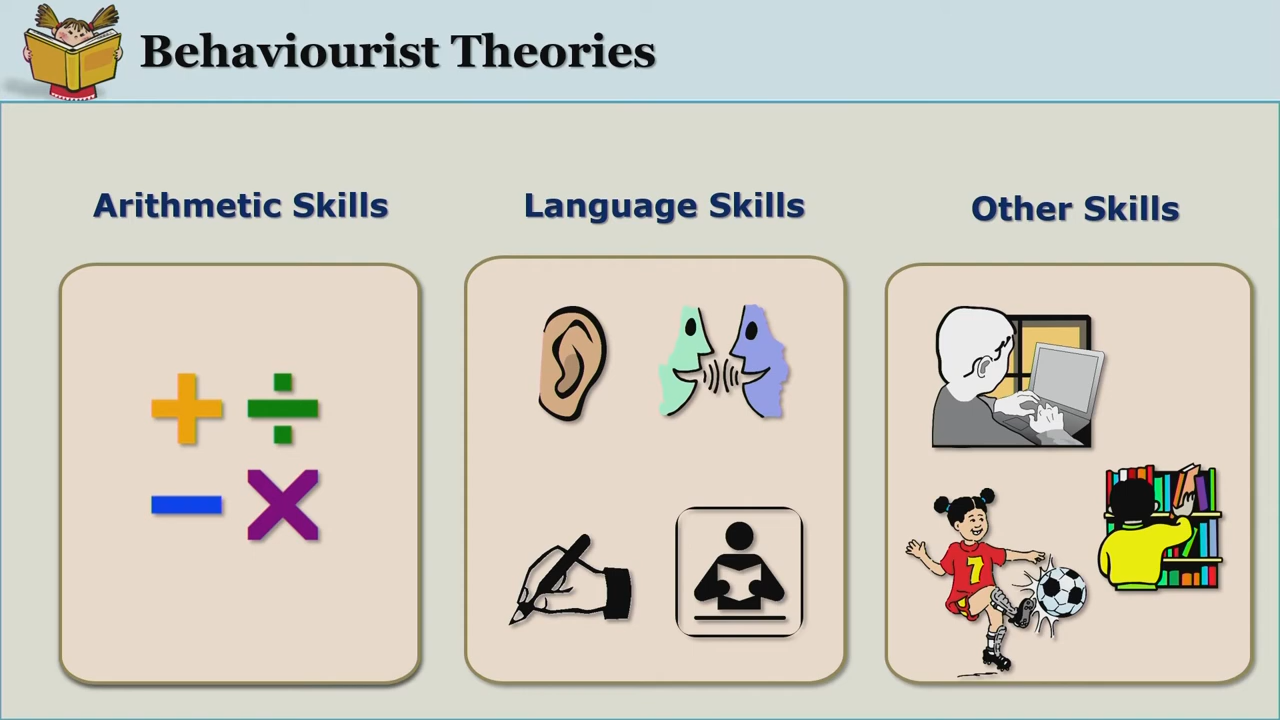 Behaviourist Theories
Arithmetic Skills
Language Skills
Other Skills
7